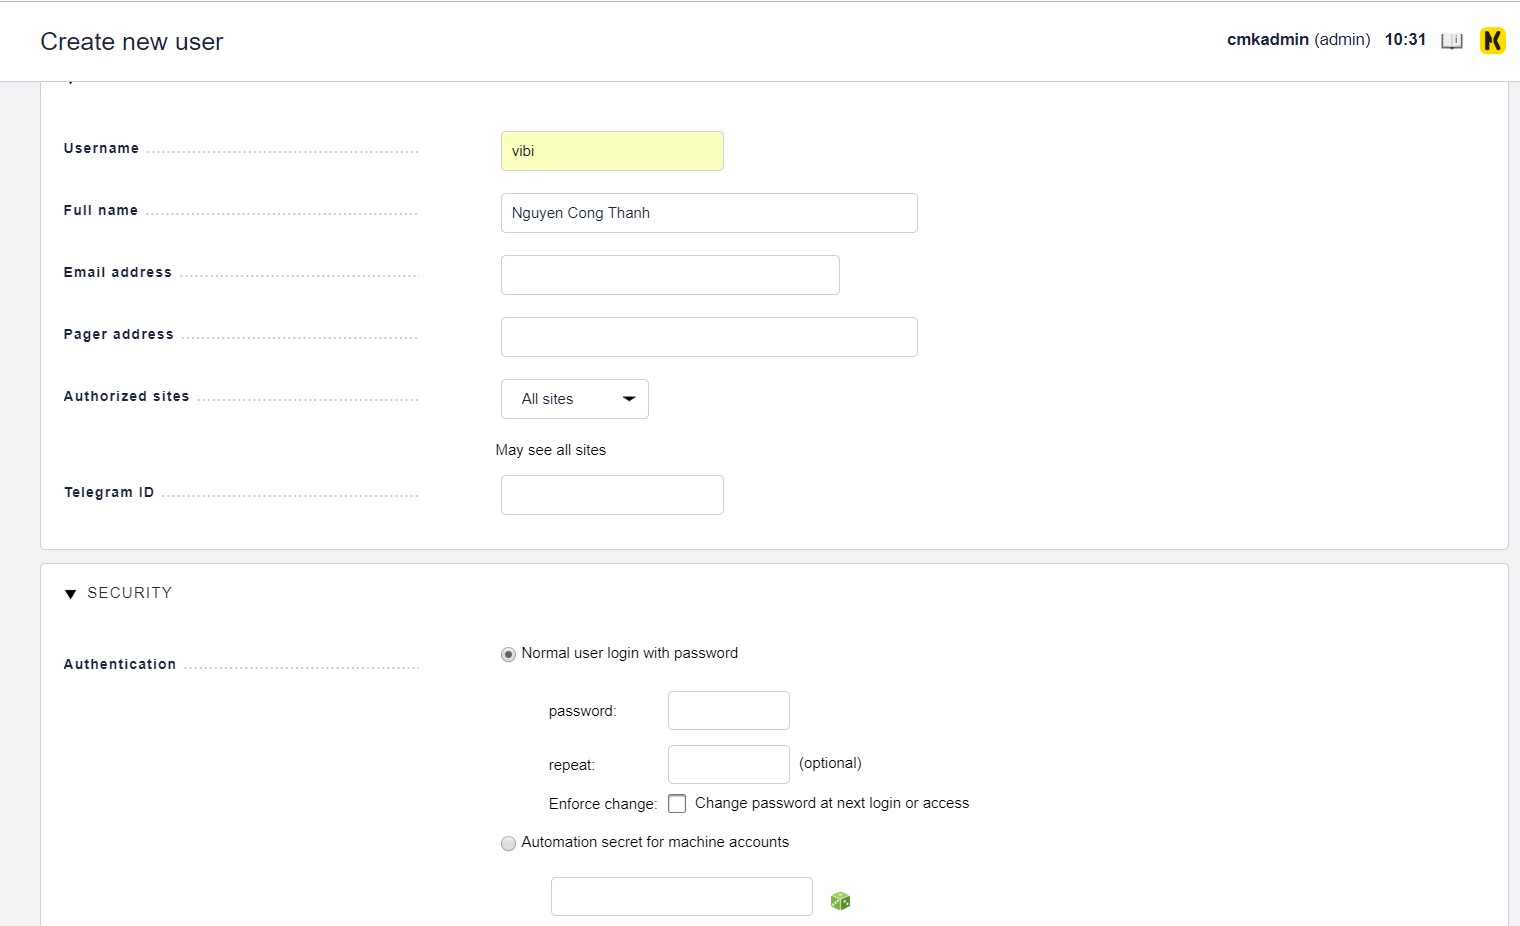 Create new user
cmkadmin (admin) 10:31
Username
vibi
Full name
Nguyen Cong Thanh
Email address
Pager address
Authorized sites
All sites
May see all sites
Telegram ID
SECURITY
Authentication
Normal user login with password
password:
repeat:
(optional)
Enforce change:
Change password at next login or access
Automation secret for machine accounts